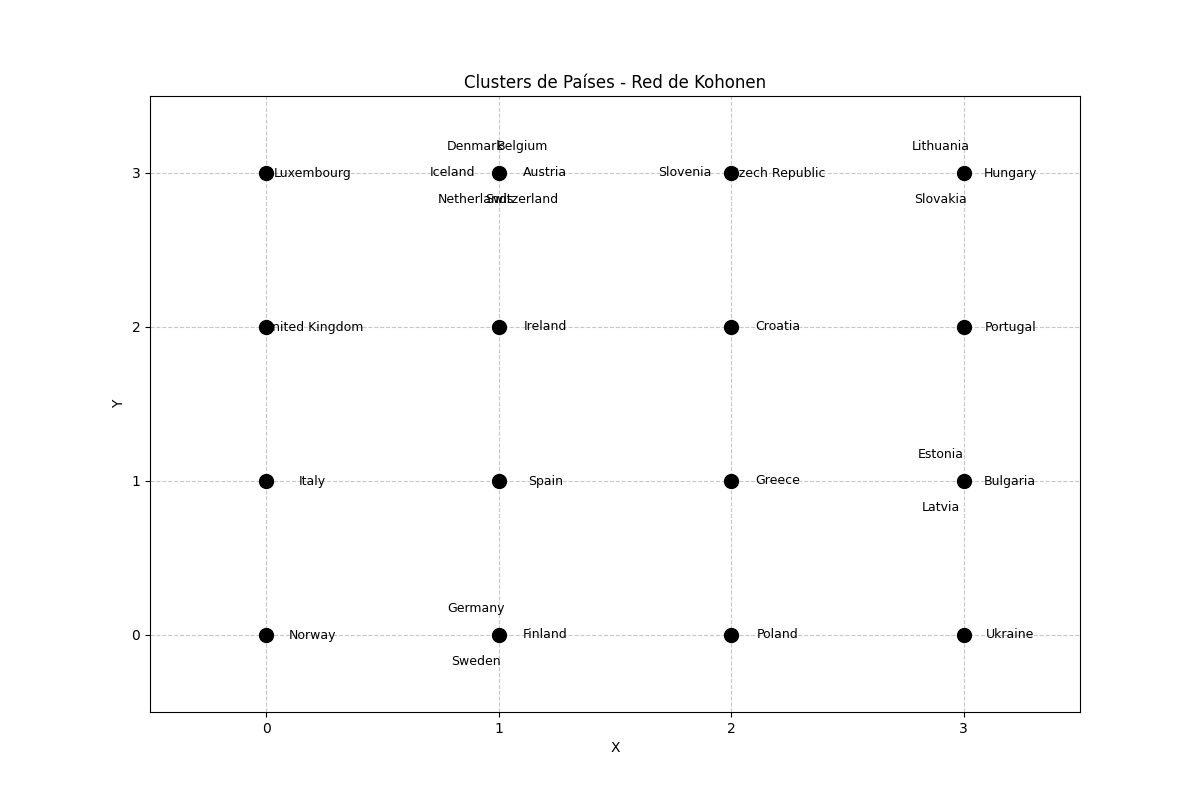 Clusters de Países - Red de Kohonen
Denmark Belgium Lithuania
3 Luxembourg Iceland Austria Slovenia Czech Republic Hungary
Netherlands Switzerland Slovakia
2 United Kingdom Ireland Croatia Portugal
Y
Estonia
1 Italy Spain Greece Bulgaria
Latvia
Germany
0 Norway Finland Poland Ukraine
Sweden
0 1 2 3
X